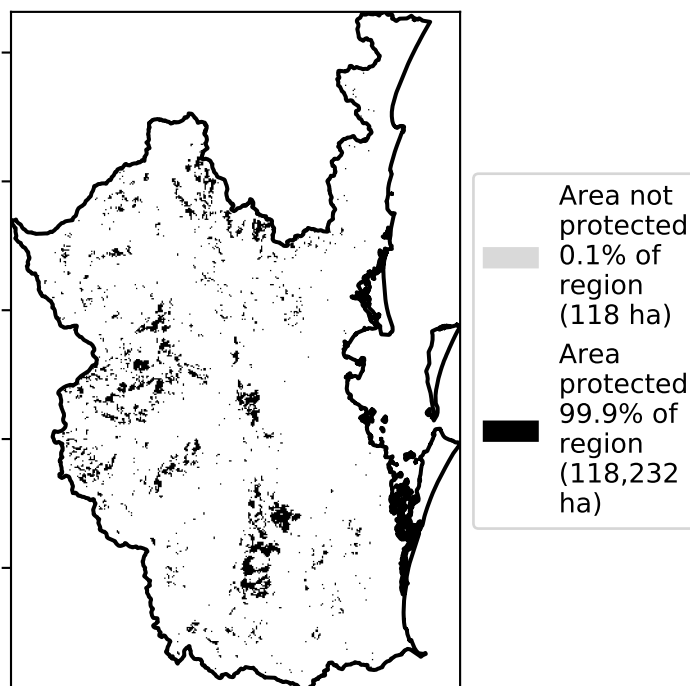 Area not
protected
0.1% of
region
(118 ha)
Area
protected
99.9% of
region
(118,232
ha)